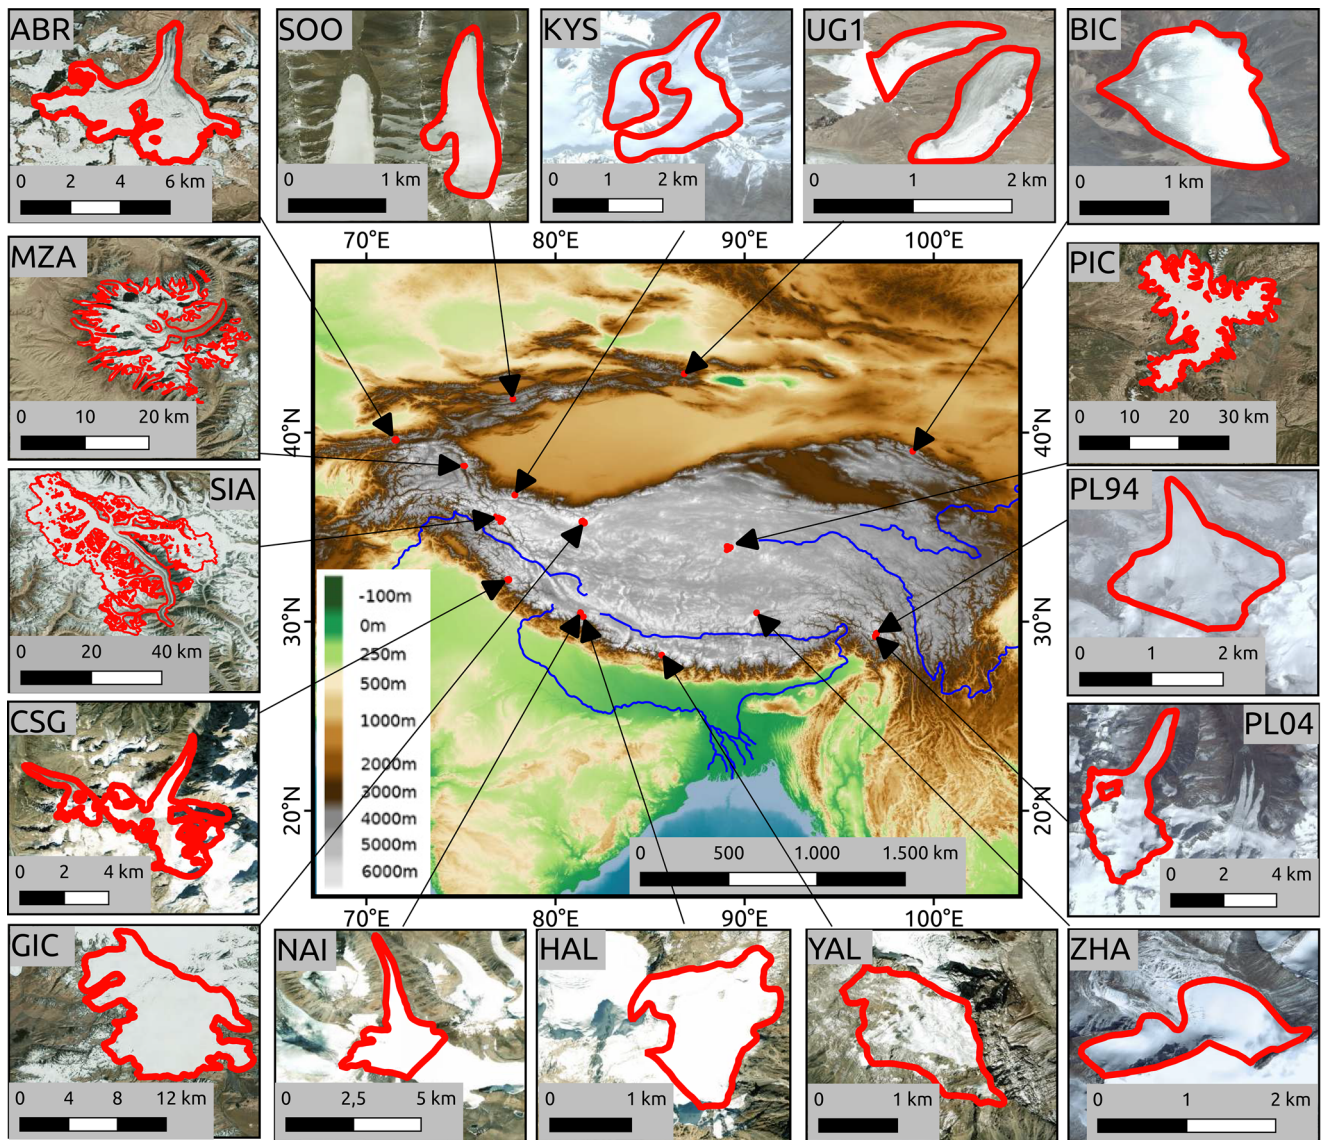 ABR
0 2 4 6 km
SOO
0 1 km
KYS
0 1 2 km
UG1
0 1 2 km
BIC
0 1 km
70°E 80°E 90°E 100°E
MZA
0 10 20 km
PIC
0 10 20 30 km
40°N
40°N
SIA
0 20 40 km
PL94
0 1 2 km
30°N
30°N
-100m
0m
250m
500m
1000m
2000m
3000m
4000m
5000m
6000m
CSG
0 2 4 km
PL04
0 2 4 km
20°N
20°N
0 500 1.000 1.500 km
70°E 80°E 90°E 100°E
GIC
0 4 8 12 km
NAI
0 2,5 5 km
HAL
0 1 km
YAL
0 1 km
ZHA
0 1 2 km